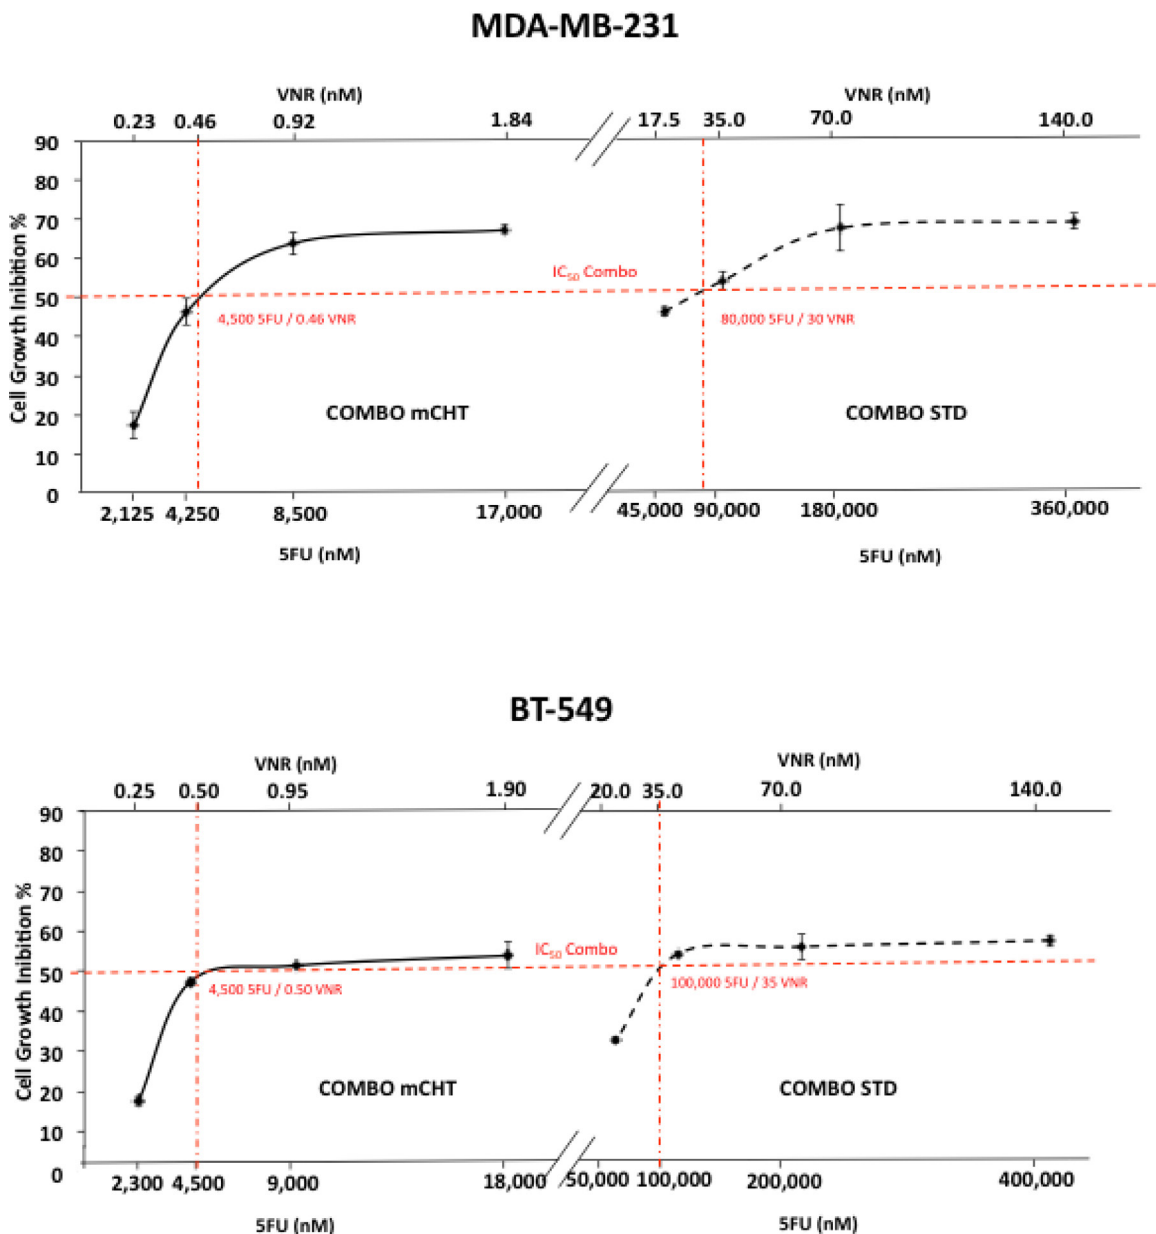 MDA-MB-231
VNR (nM) VNR (nM)
0.23 0.46 0.92 1.84 17.5 35.0 70.0 140.0
90
80
70
60
50
40
30
20
10
0
Cell Growth Inibition %
IC50 Combo
4,500 5FU / 0.46 VNR
80,000 5FU / 30 VNR
COMBO mCHT COMBO STD
2,125 4,250 8,500 17,000 45,000 90,000 180,000 360,000
5FU (nM) 5FU (nM)
BT-549
VNR (nM) VNR (nM)
0.25 0.50 0.95 1.90 20.0 35.0 70.0 140.0
90
80
70
60
50
40
30
20
10
0
Cell Growth Inibition %
IC50 Combo
4,500 5FU / 0.50 VNR
100,000 5FU / 35 VNR
COMBO mCHT COMBO STD
2,300 4,500 9,000 18,000 50,000 100,000 200,000 400,000
5FU (nM) 5FU (nM)